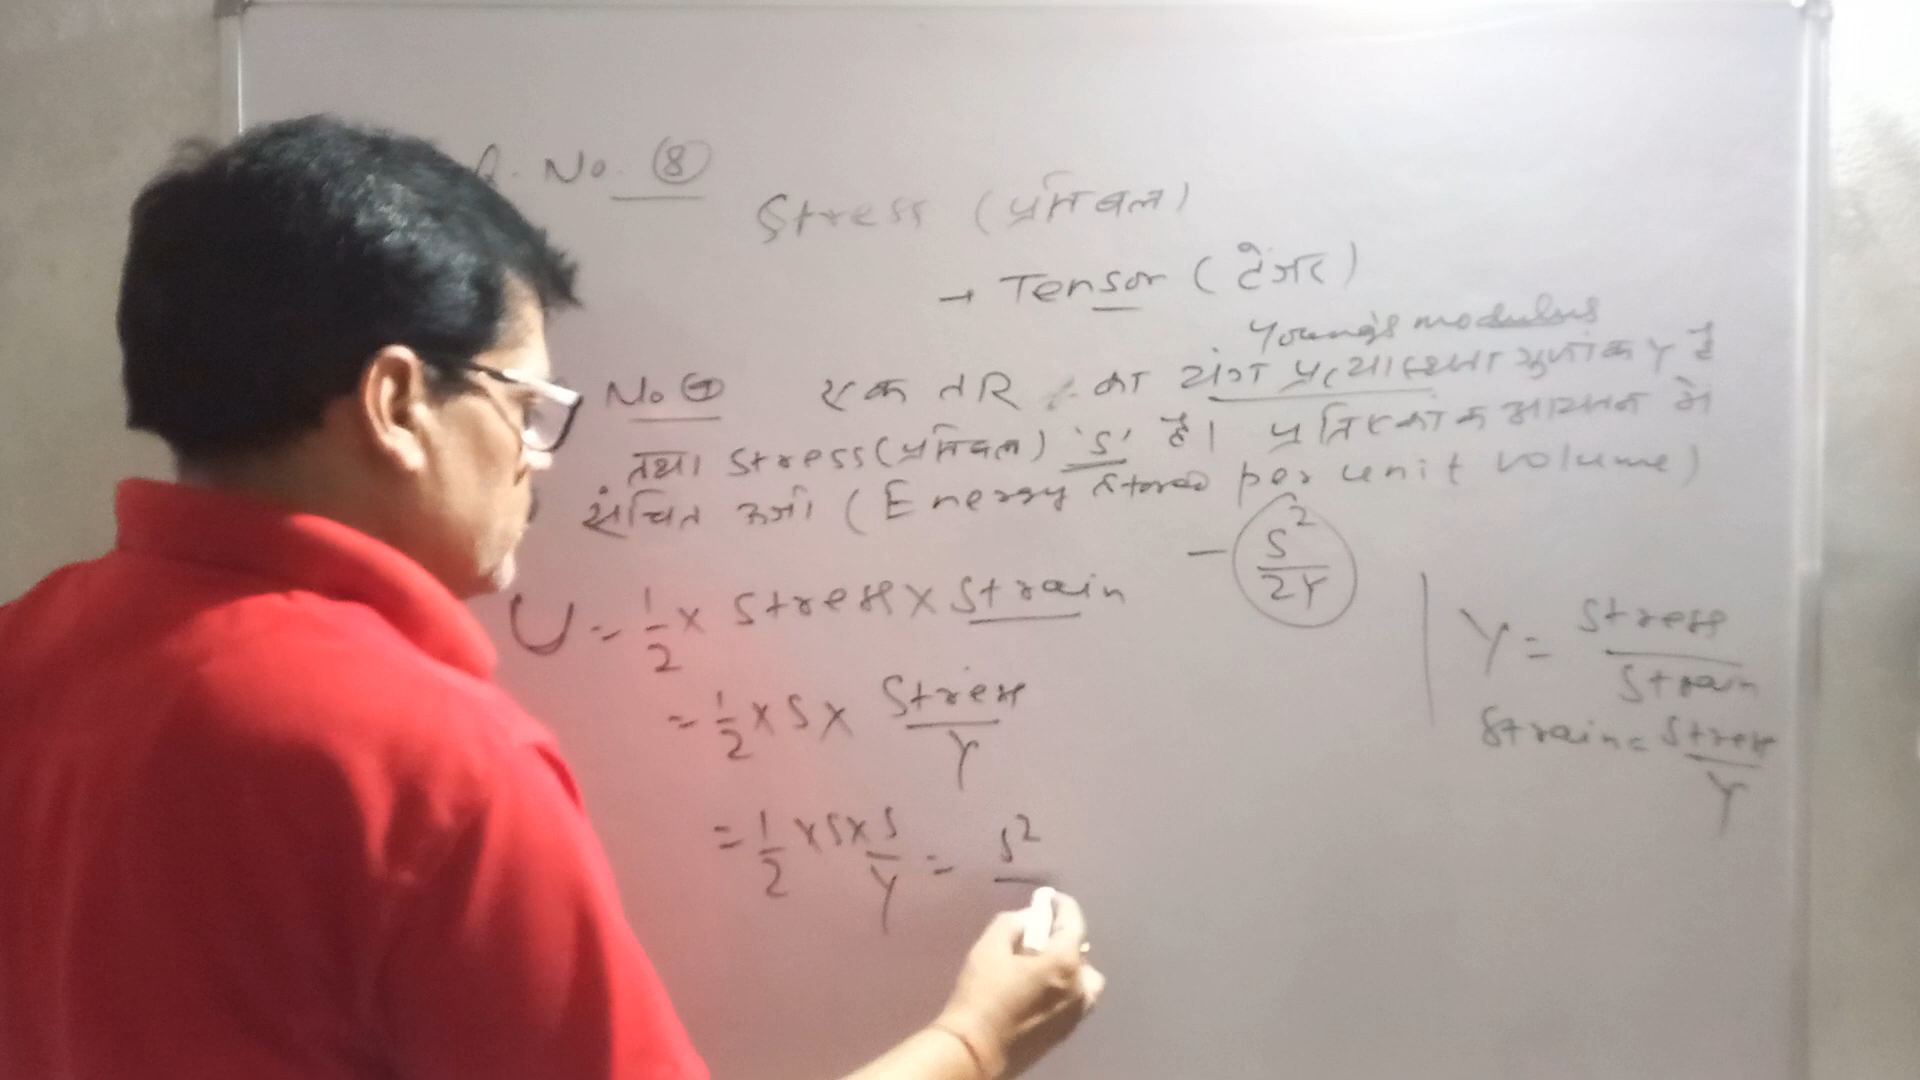 Q. No. ⑧
Stress (प्रतिबल)
→ Tensor (टेंजर)
Young's modulus
No ⑨ एक तार का यंग प्रत्यास्थता गुणांक Y है
तथा Stress (प्रतिबल) 'S' है। प्रति एकांक आयतन में
संचित ऊर्जा (Energy Stored per unit volume)
— S²/2Y
U = 1/2 × Stress × Strain
= 1/2 × S × Stress/Y
= 1/2 × S × S/Y = S²
Y = Stress/Strain
Strain = Stress/Y